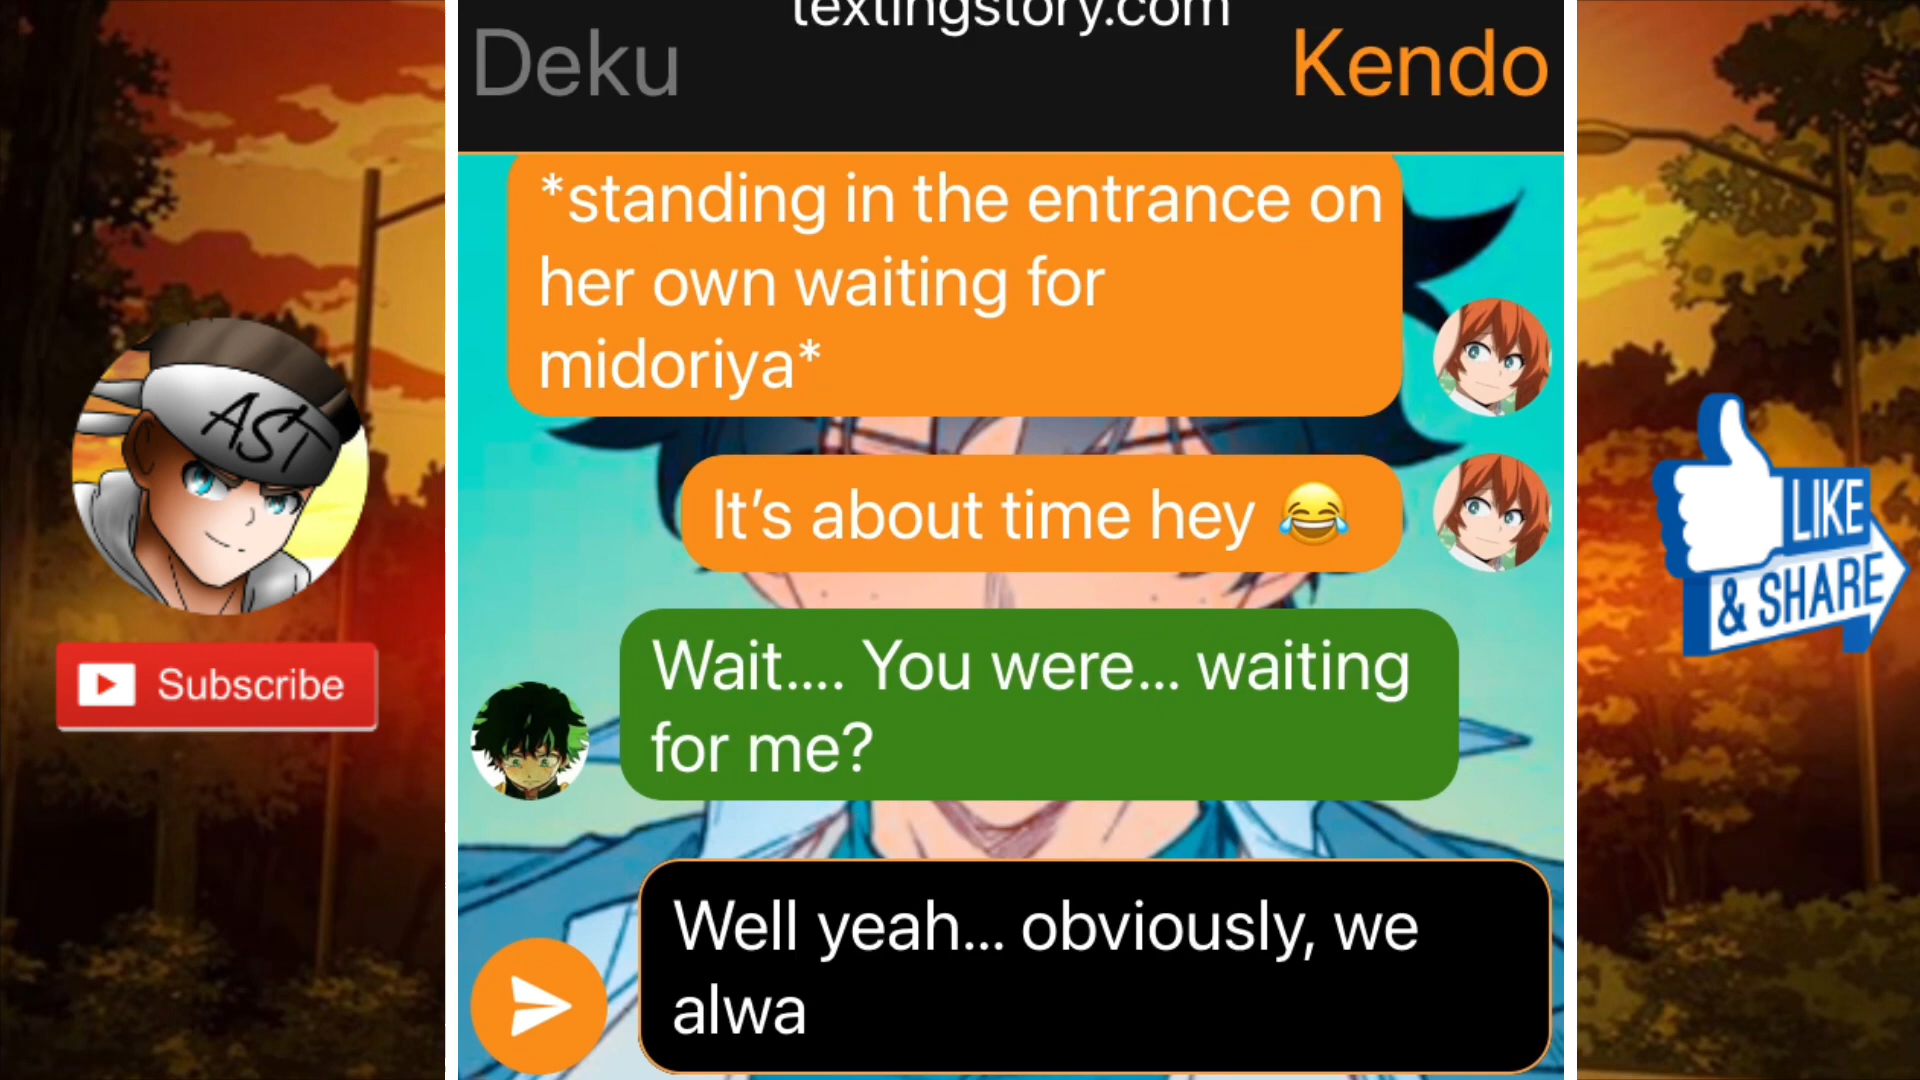 textingstory.com
Deku
Kendo
*standing in the entrance on
her own waiting for
midoriya*
It’s about time hey 😂
Wait.... You were... waiting
for me?
Well yeah... obviously, we
alwa
AST
Subscribe
LIKE
& SHARE